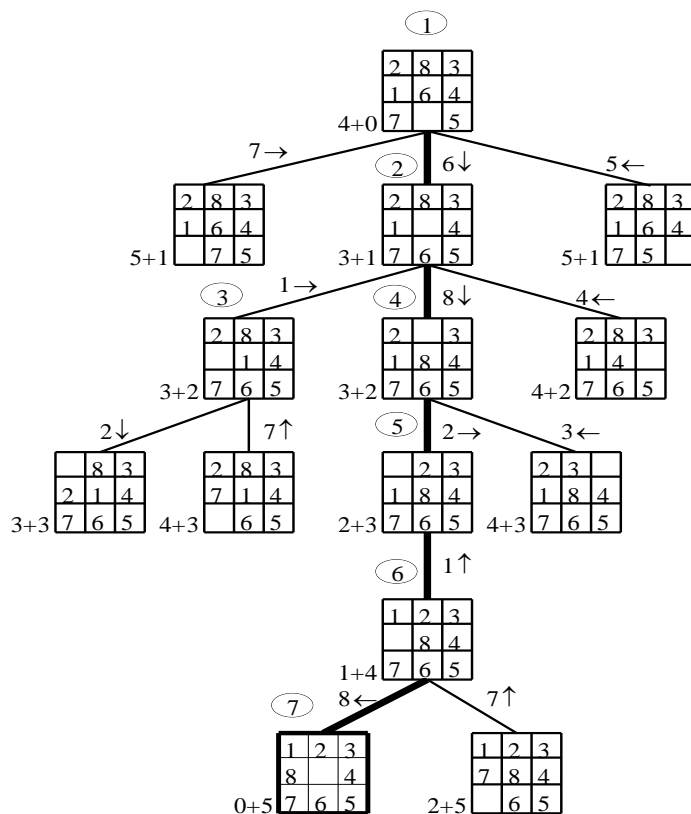 1
2 8 3
1 6 4
4+0 7 5
7→ 2 6↓ 5←
2 8 3 2 8 3 2 8 3
1 6 4 1 4 1 6 4
5+1 7 5 3+1 7 6 5 5+1 7 5
3 1→ 4 8↓ 4←
2 8 3 2 3 2 8 3
1 4 1 8 4 1 4
3+2 7 6 5 3+2 7 6 5 4+2 7 6 5
2↓ 7↑ 5 2→ 3←
8 3 2 8 3 2 3 2 3
2 1 4 7 1 4 1 8 4 1 8 4
3+3 7 6 5 4+3 6 5 2+3 7 6 5 4+3 7 6 5
6 1↑
1 2 3
8 4
1+4 7 6 5
7 8← 7↑
1 2 3 1 2 3
8 4 7 8 4
0+5 7 6 5 2+5 6 5